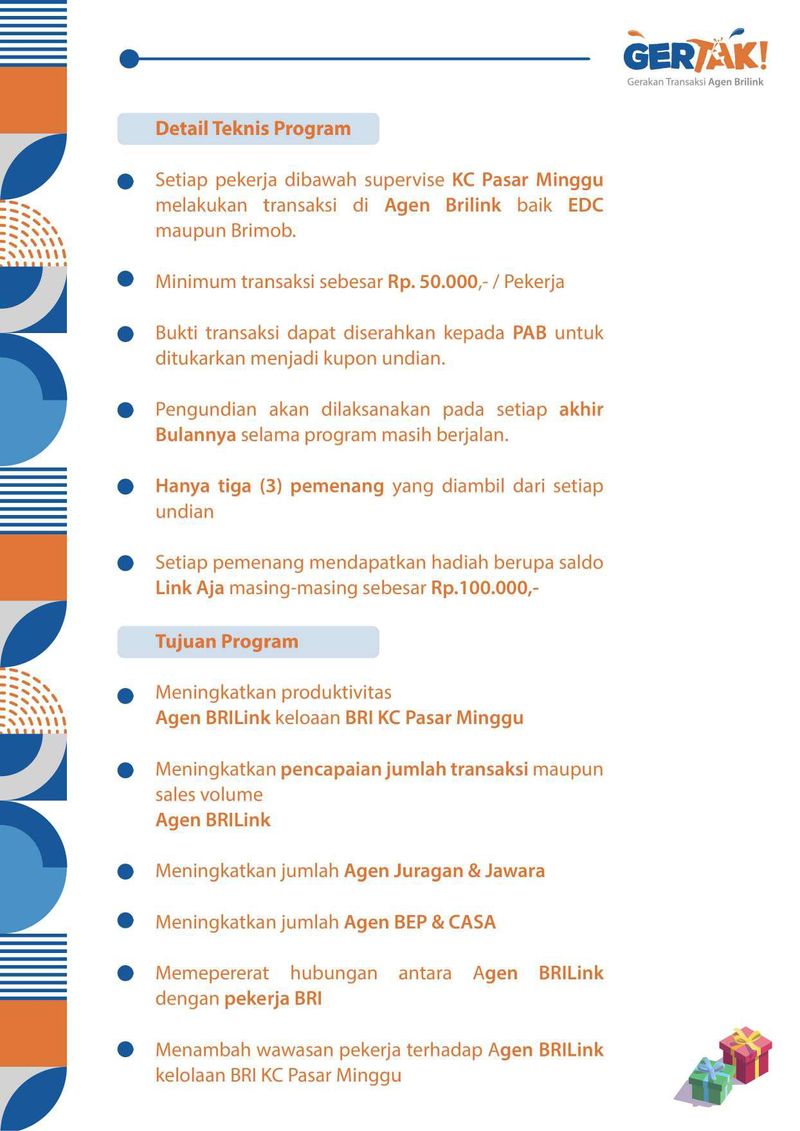 GERTAK!
Gerakan Transaksi Agen Brilink
Detail Teknis Program
Setiap pekerja dibawah supervise KC Pasar Minggu
melakukan transaksi di Agen Brilink baik EDC
maupun Brimob.
Minimum transaksi sebesar Rp. 50.000,- / Pekerja
Bukti transaksi dapat diserahkan kepada PAB untuk
ditukarkan menjadi kupon undian.
Pengundian akan dilaksanakan pada setiap akhir
Bulannya selama program masih berjalan.
Hanya tiga (3) pemenang yang diambil dari setiap
undian
Setiap pemenang mendapatkan hadiah berupa saldo
Link Aja masing-masing sebesar Rp.100.000,-
Tujuan Program
Meningkatkan produktivitas
Agen BRILink keloaan BRI KC Pasar Minggu
Meningkatkan pencapaian jumlah transaksi maupun
sales volume
Agen BRILink
Meningkatkan jumlah Agen Juragan & Jawara
Meningkatkan jumlah Agen BEP & CASA
Memepererat hubungan antara Agen BRILink
dengan pekerja BRI
Menambah wawasan pekerja terhadap Agen BRILink
kelolaan BRI KC Pasar Minggu